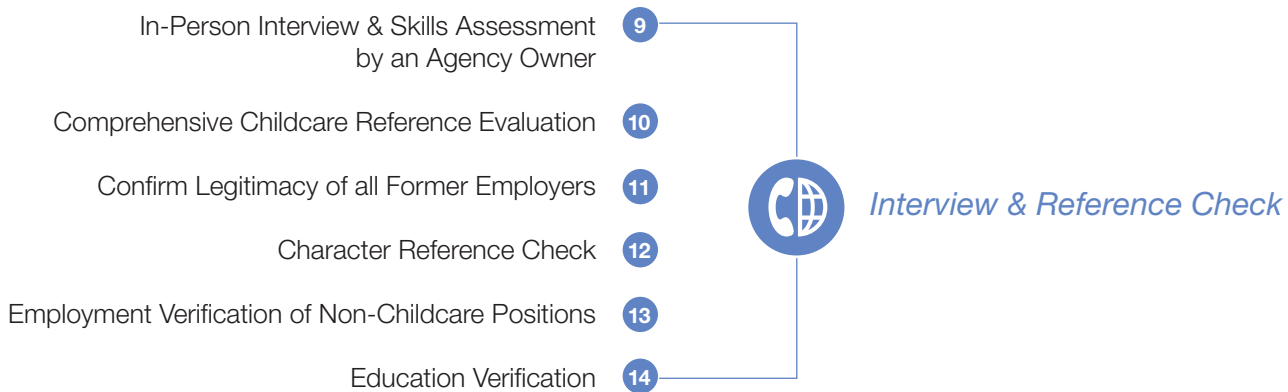 In-Person Interview & Skills Assessment
by an Agency Owner
9
Comprehensive Childcare Reference Evaluation
10
Confirm Legitimacy of all Former Employers
11
Interview & Reference Check
Character Reference Check
12
Employment Verification of Non-Childcare Positions
13
Education Verification
14